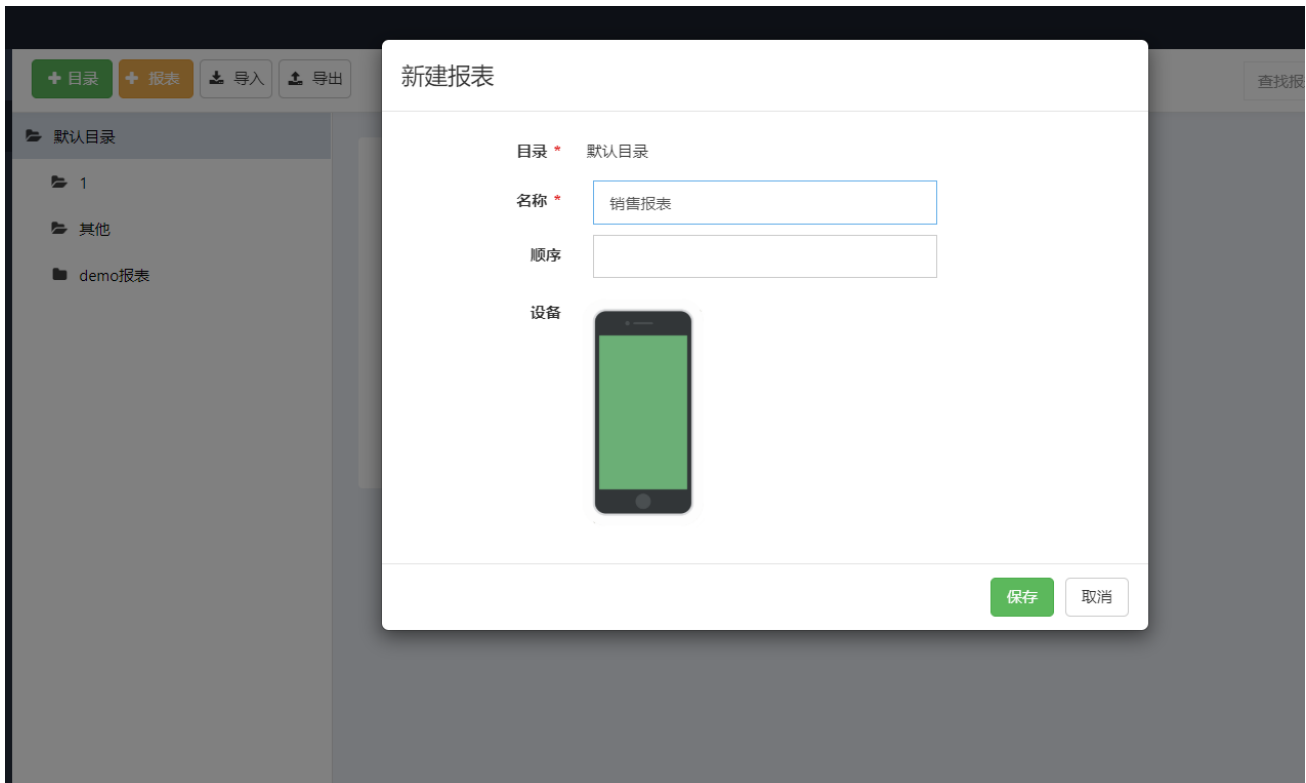 目录 报表 导入 导出
查找报
默认目录
1
其他
demo报表
新建报表
目录 * 默认目录
名称 * 销售报表
顺序
设备
保存 取消